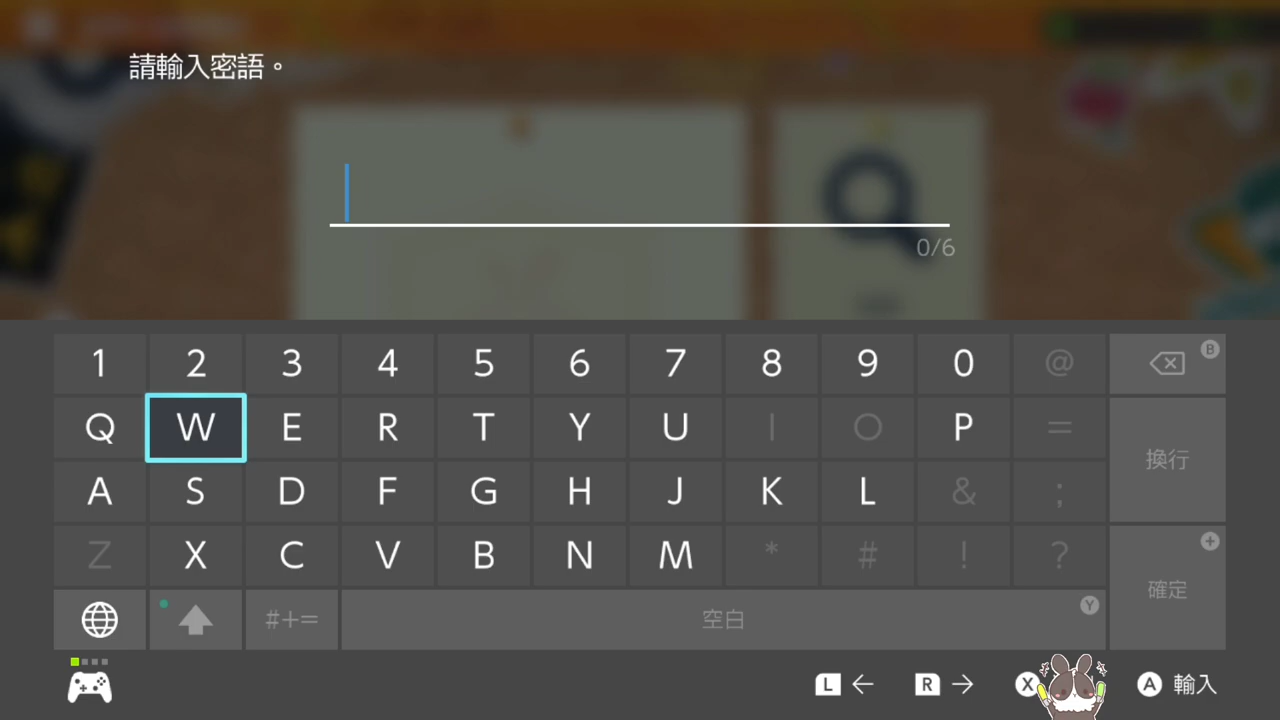 請輸入密語。
0/6
1 2 3 4 5 6 7 8 9 0 @ B
Q W E R T Y U I O P = 換行
A S D F G H J K L & ;
Z X C V B N M * # ! ? + 確定
#+= 空白 Y
L ← R → X A 輸入